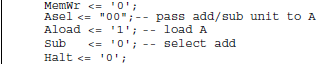 MemWr <= '0';
Asel <= "00";-- pass add/sub unit to A
Aload <= '1'; -- load A
Sub <= '0'; -- select add
Halt <= '0';